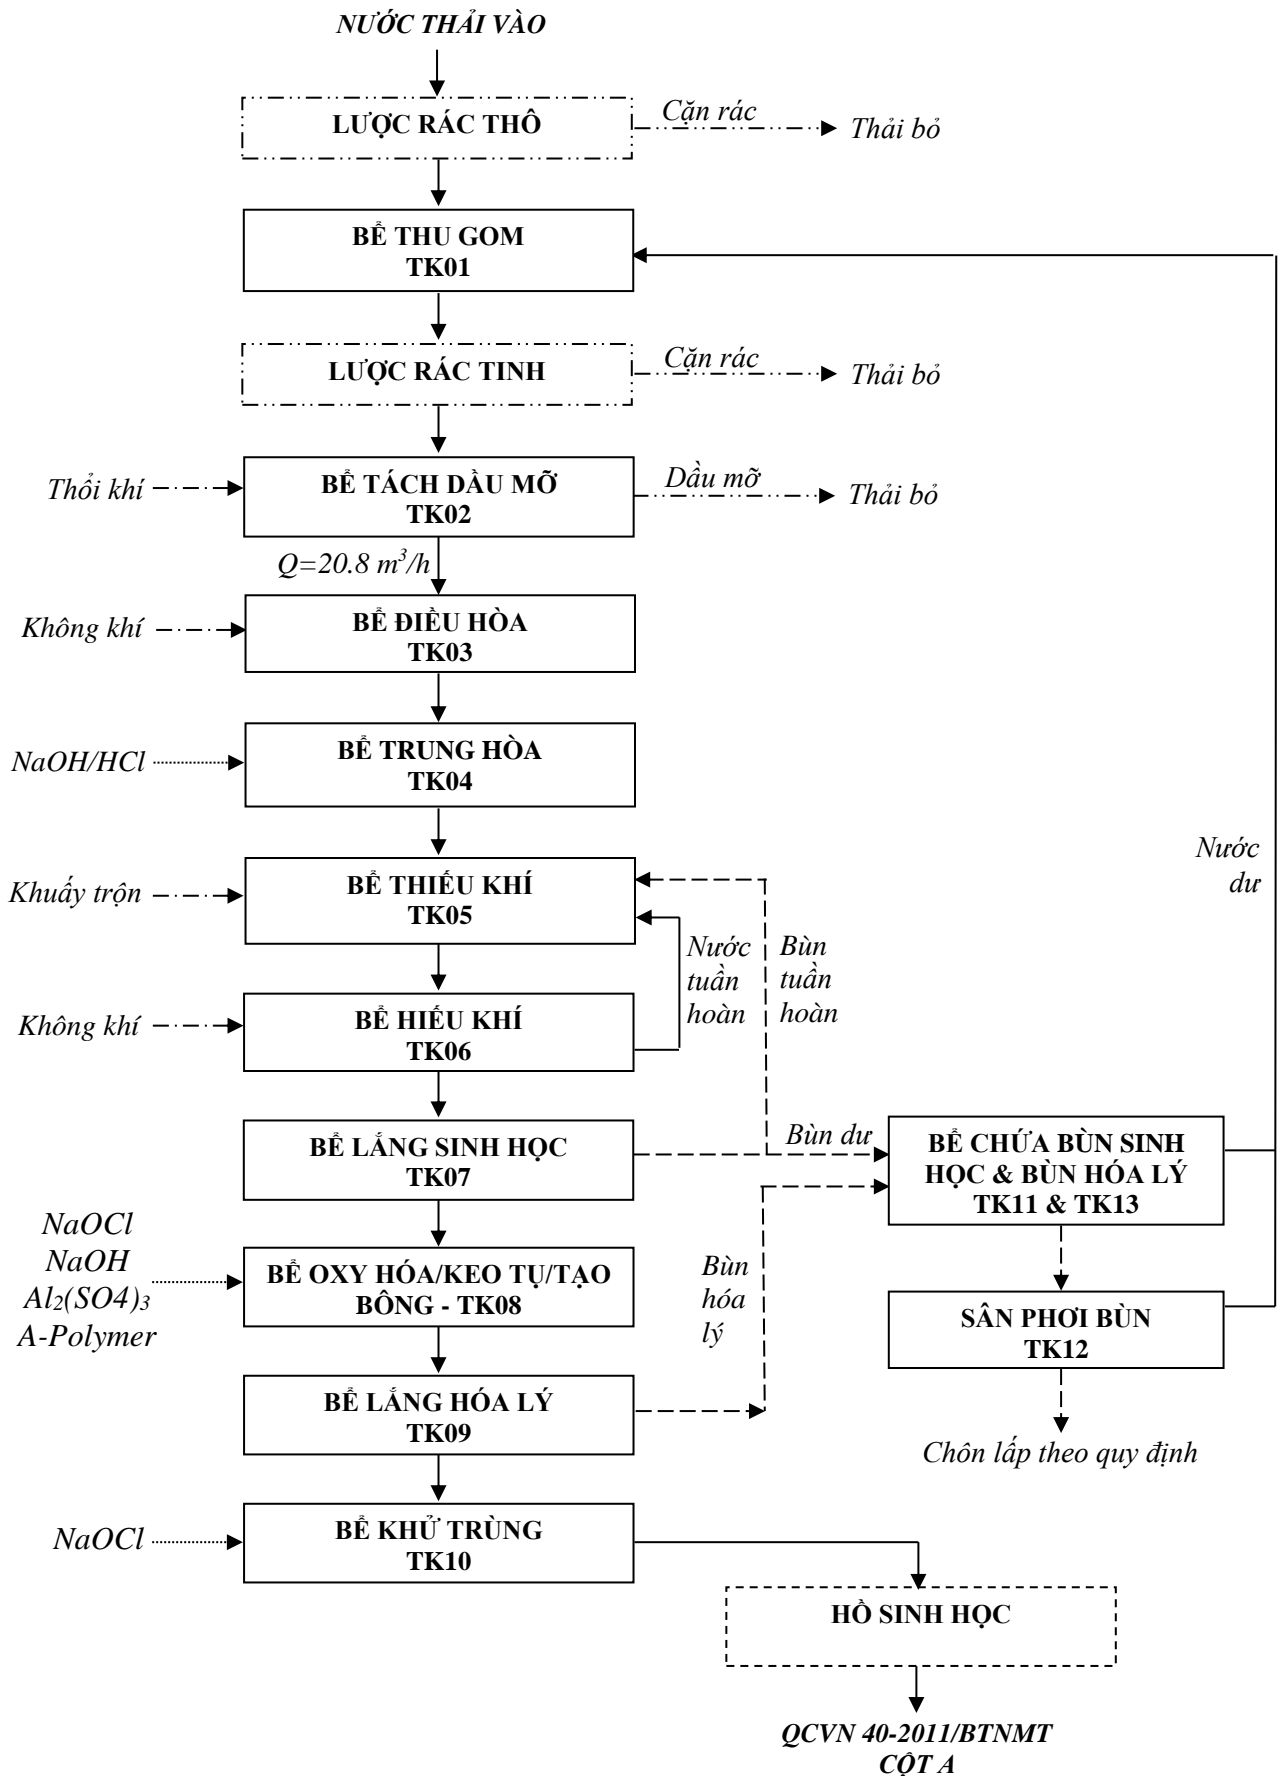 NƯỚC THẢI VÀO
LƯỢC RÁC THÔ
Cặn rác
Thải bỏ
BỂ THU GOM
TK01
LƯỢC RÁC TINH
Cặn rác
Thải bỏ
Thổi khí
BỂ TÁCH DẦU MỠ
TK02
Dầu mỡ
Thải bỏ
Q=20.8 m³/h
Không khí
BỂ ĐIỀU HÒA
TK03
NaOH/HCl
BỂ TRUNG HÒA
TK04
Nước
dư
Khuấy trộn
BỂ THIẾU KHÍ
TK05
Nước
tuần
hoàn
Bùn
tuần
hoàn
Không khí
BỂ HIẾU KHÍ
TK06
BỂ LẮNG SINH HỌC
TK07
Bùn dư
BỂ CHỨA BÙN SINH
HỌC & BÙN HÓA LÝ
TK11 & TK13
NaOCl
NaOH
Al₂(SO4)₃
A-Polymer
BỂ OXY HÓA/KEO TỤ/TẠO
BÔNG - TK08
Bùn
hóa
lý
SÂN PHƠI BÙN
TK12
BỂ LẮNG HÓA LÝ
TK09
Chôn lấp theo quy định
NaOCl
BỂ KHỬ TRÙNG
TK10
HỒ SINH HỌC
QCVN 40-2011/BTNMT
CỘT A